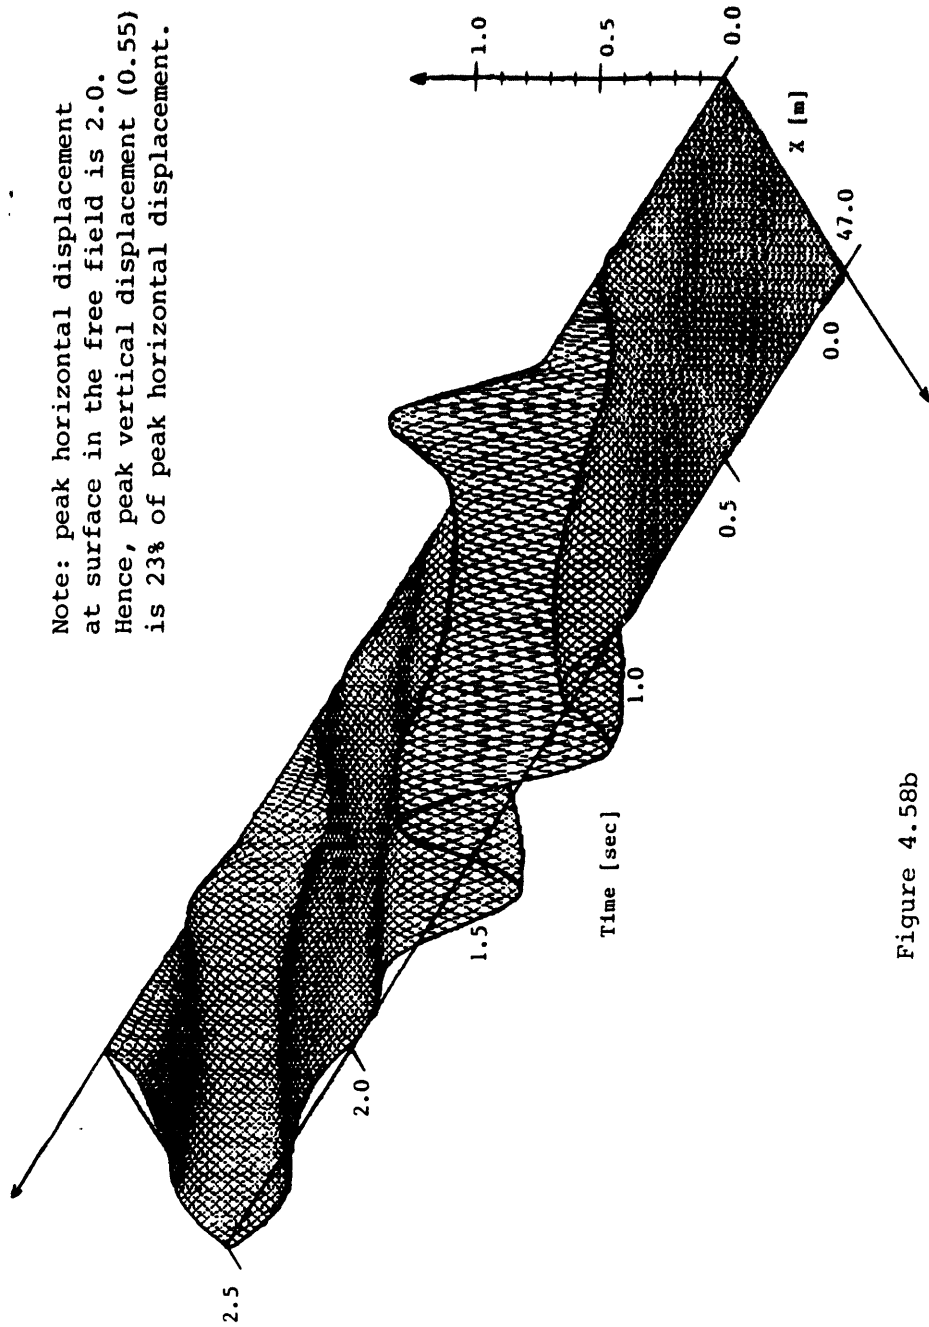 Note: peak horizontal displacement
at surface in the free field is 2.0.
Hence, peak vertical displacement (0.55)
is 23% of peak horizontal displacement.
1.0
0.5
0.0
X [m]
47.0
0.0
0.5
1.0
1.5
2.0
2.5
Time [sec]
Figure 4.58b